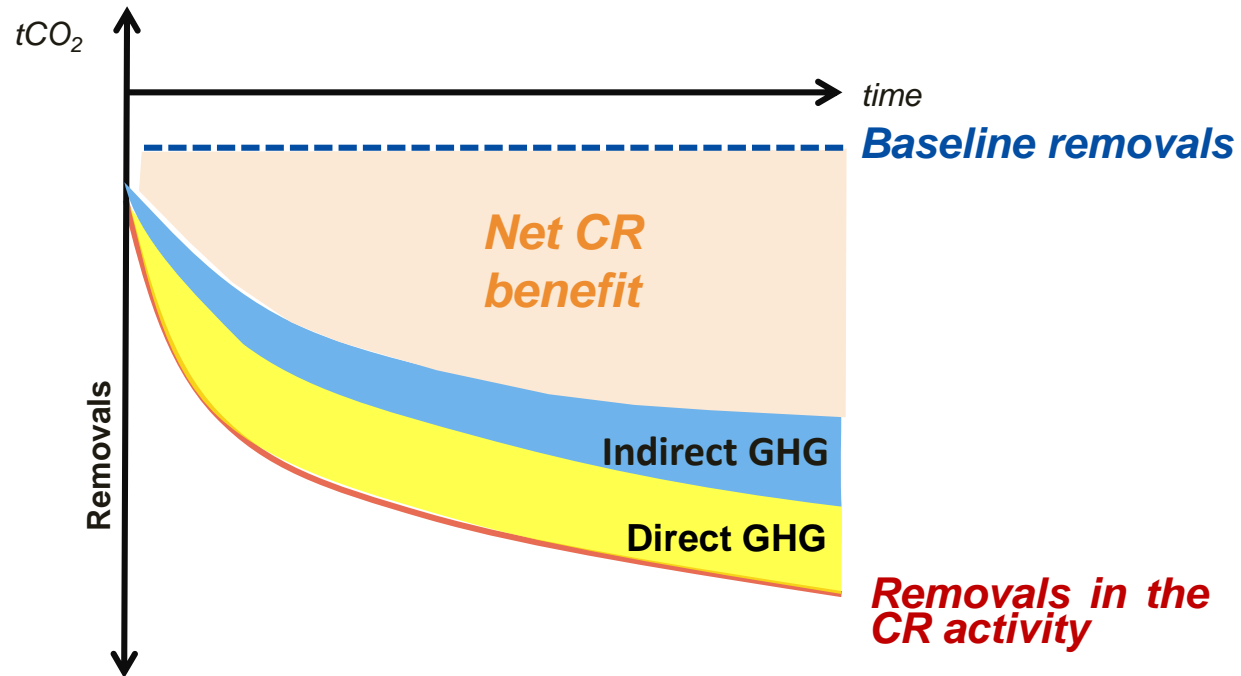 tCO₂
time
Baseline removals
Net CR
benefit
Removals
Indirect GHG
Direct GHG
Removals in the
CR activity